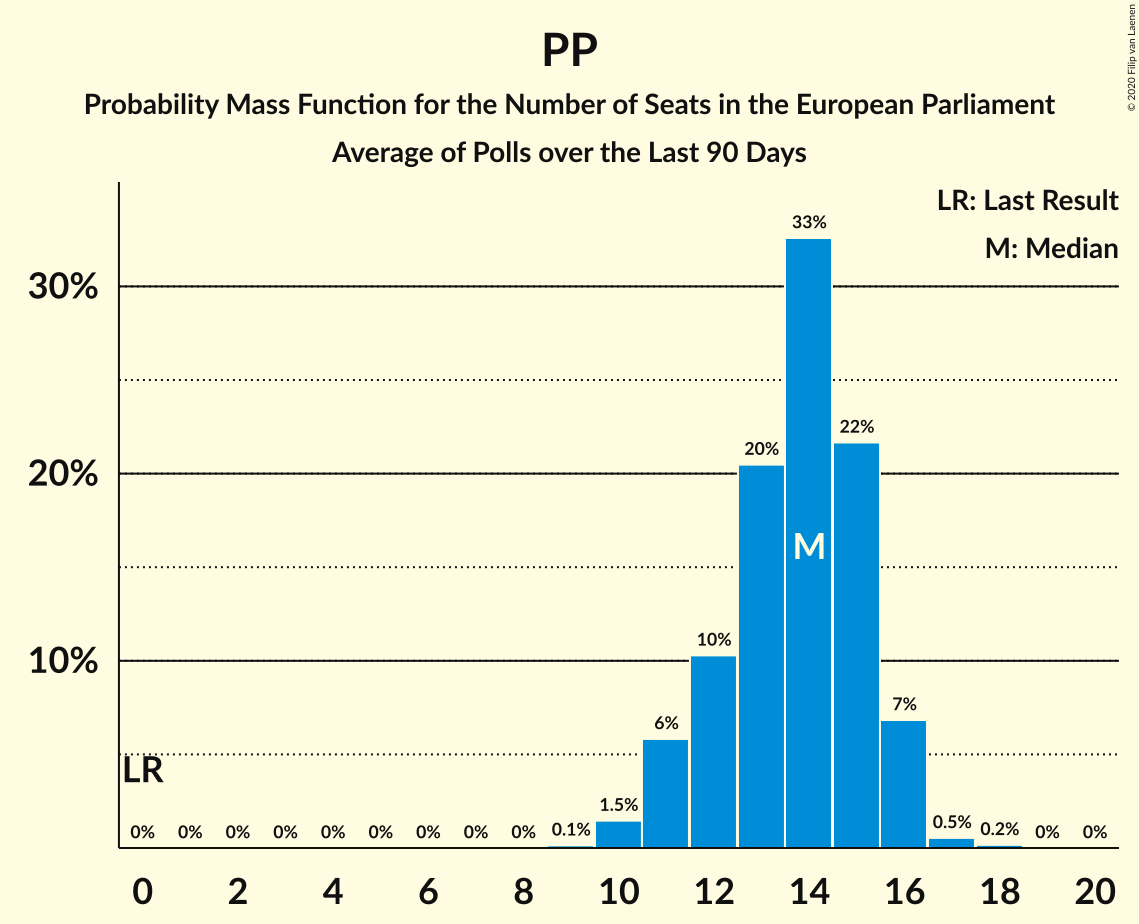 PP
Probability Mass Function for the Number of Seats in the European Parliament
Average of Polls over the Last 90 Days
© 2020 Filip van Laenen
LR: Last Result
M: Median
33%
30%
22%
20%
20%
M
10%
10%
7%
6%
LR
1.5%
0% 0% 0% 0% 0% 0% 0% 0% 0% 0.1% 0.5% 0.2% 0% 0%
0 2 4 6 8 10 12 14 16 18 20